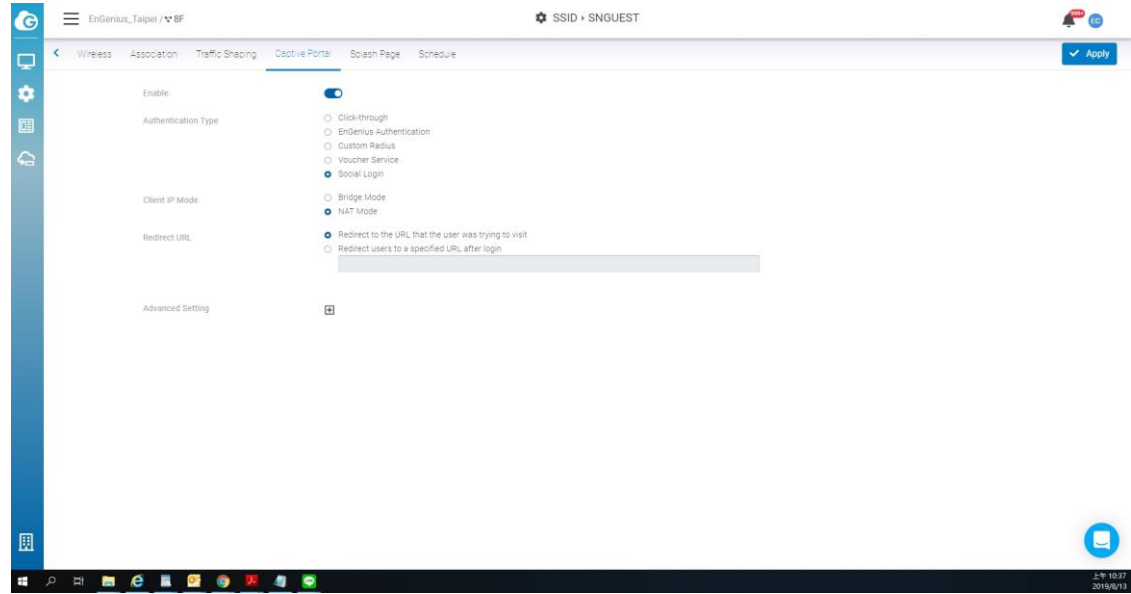 EnGenius_Taipei / 8F
SSID › SNGUEST
300+
EC
Wireless Association Traffic Shaping Captive Portal Splash Page Schedule
Apply
Enable
Authentication Type
Click-through
EnGenius Authentication
Custom Radius
Voucher Service
Social Login
Client IP Mode
Bridge Mode
NAT Mode
Redirect URL
Redirect to the URL that the user was trying to visit
Redirect users to a specified URL after login
Advanced Setting
上午 10:37
2019/8/13